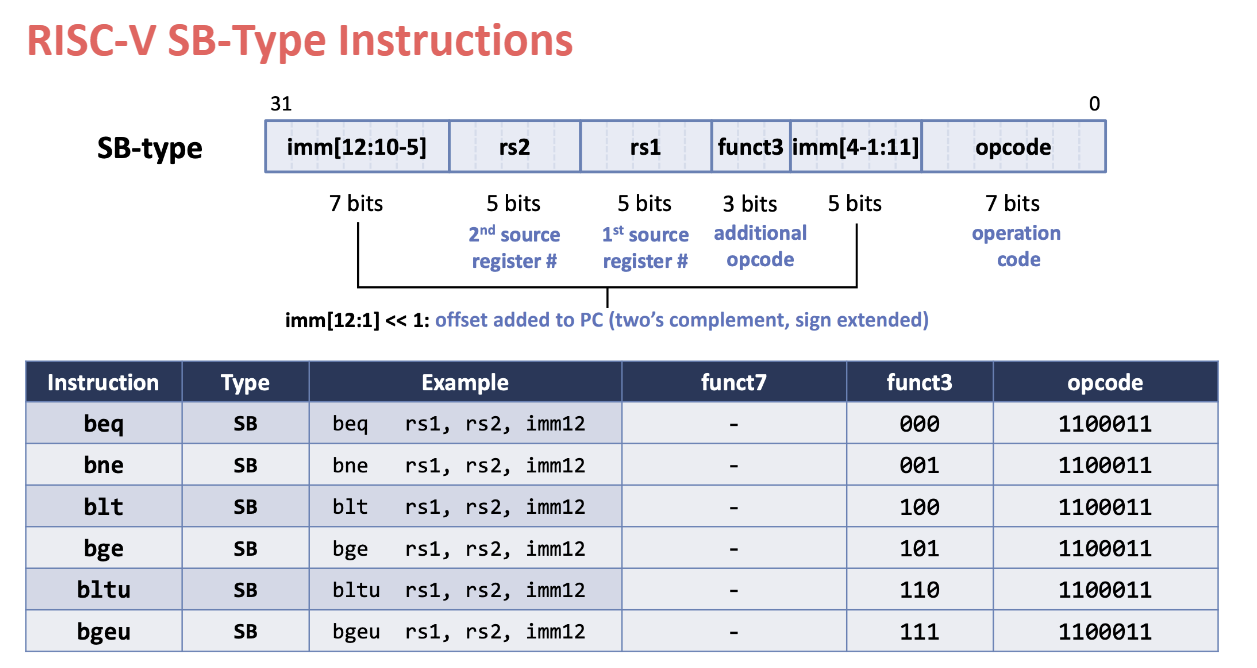 RISC-V SB-Type Instructions
31 0
SB-type imm[12:10-5] rs2 rs1 funct3 imm[4-1:11] opcode
7 bits 5 bits 5 bits 3 bits 5 bits 7 bits
2nd source 1st source additional operation
register # register # opcode code
imm[12:1] << 1: offset added to PC (two’s complement, sign extended)
Instruction Type Example funct7 funct3 opcode
beq SB beq rs1, rs2, imm12 - 000 1100011
bne SB bne rs1, rs2, imm12 - 001 1100011
blt SB blt rs1, rs2, imm12 - 100 1100011
bge SB bge rs1, rs2, imm12 - 101 1100011
bltu SB bltu rs1, rs2, imm12 - 110 1100011
bgeu SB bgeu rs1, rs2, imm12 - 111 1100011